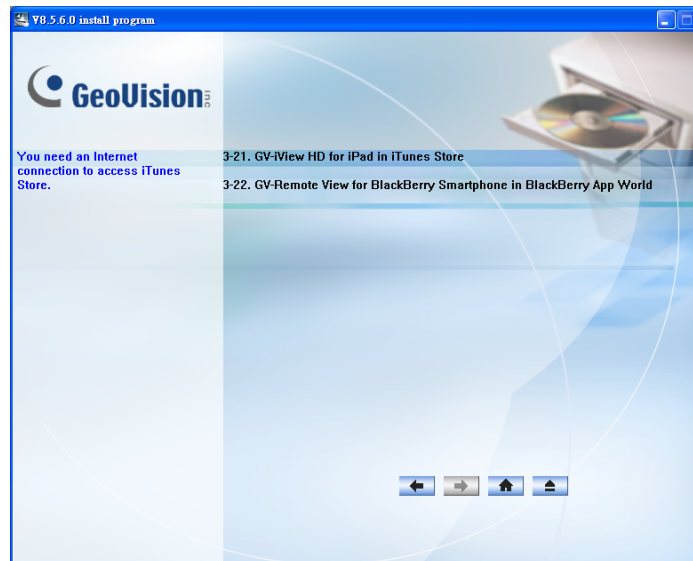 V8.5.6.0 install program
GeoVision inc
You need an Internet
connection to access iTunes
Store.
3-21. GV-iView HD for iPad in iTunes Store
3-22. GV-Remote View for BlackBerry Smartphone in BlackBerry App World